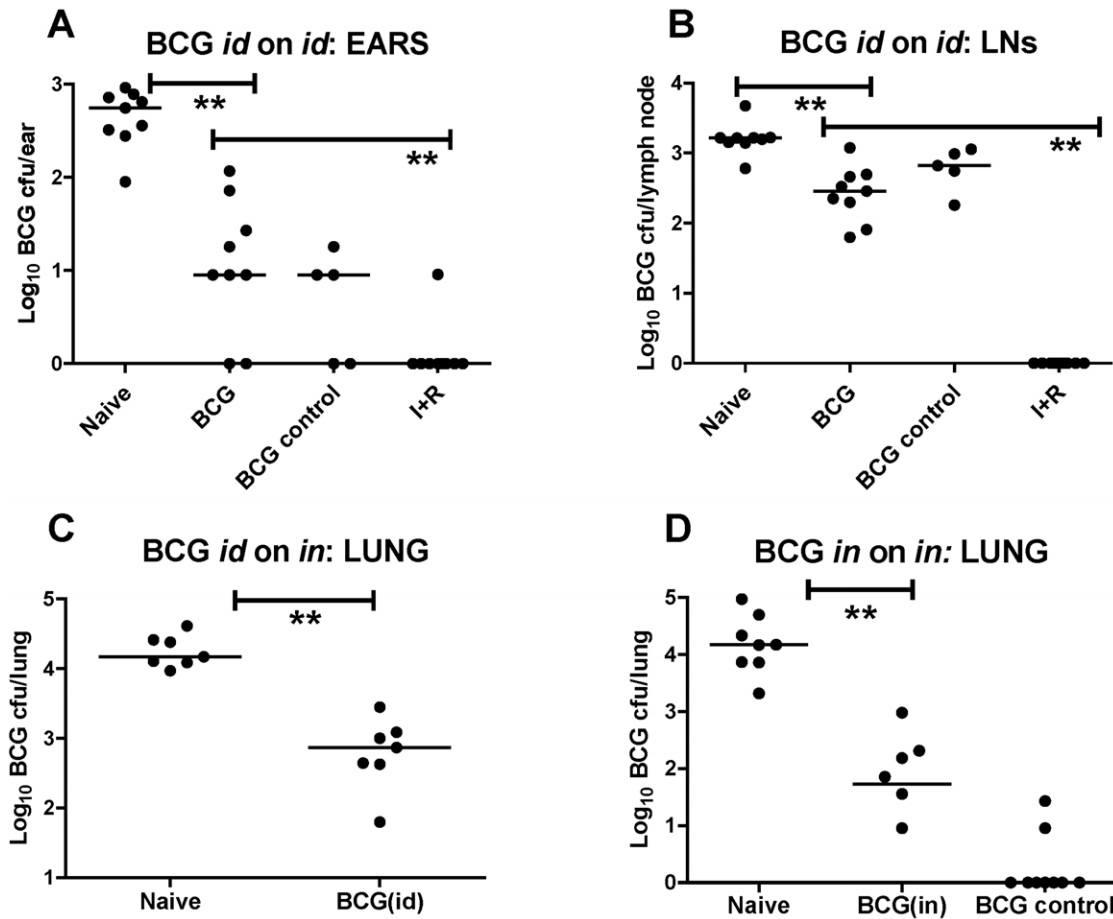 A
BCG id on id: EARS
Log10 BCG cfu/ear
3
2
1
0
**
**
Naive
BCG
BCG control
I+R
B
BCG id on id: LNs
Log10 BCG cfu/lymph node
4
3
2
1
0
**
**
Naive
BCG
BCG control
I+R
C
BCG id on in: LUNG
Log10 BCG cfu/lung
5
4
3
2
1
**
Naive
BCG(id)
D
BCG in on in: LUNG
Log10 BCG cfu/lung
5
4
3
2
1
0
**
Naive
BCG(in)
BCG control